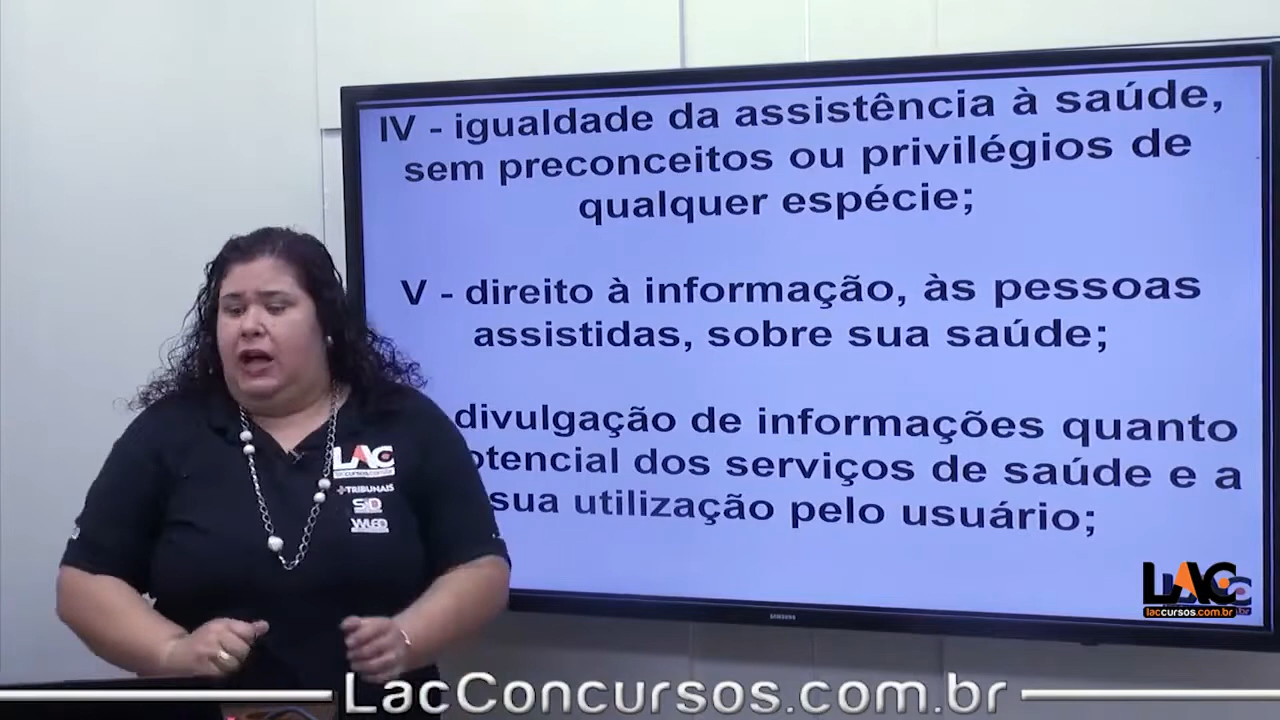 IV - igualdade da assistência à saúde,
sem preconceitos ou privilégios de
qualquer espécie;
V - direito à informação, às pessoas
assistidas, sobre sua saúde;
divulgação de informações quanto
otencial dos serviços de saúde e a
sua utilização pelo usuário;
LAC
+TRIBUNAIS
LAC
laccursos.com.br
SAMSUNG
LacConcursos.com.br